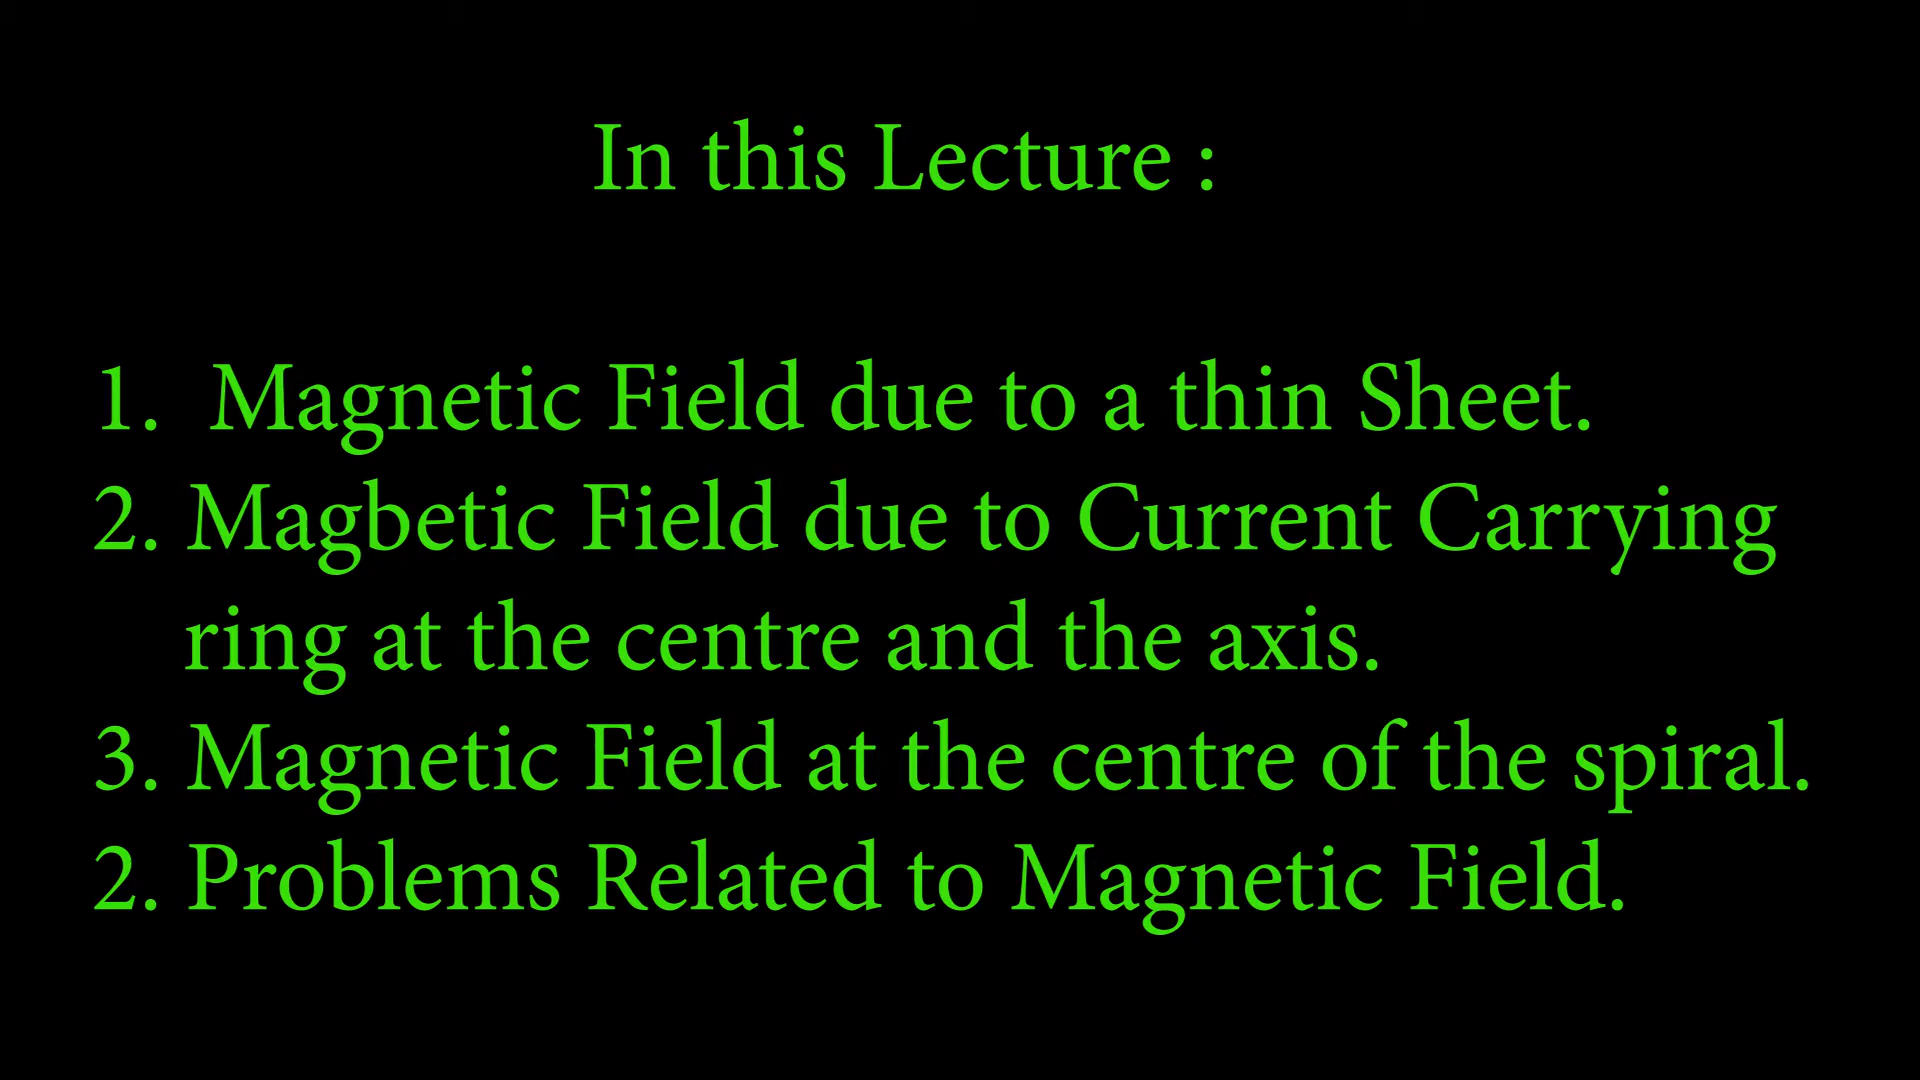 In this Lecture :
1. Magnetic Field due to a thin Sheet.
2. Magbetic Field due to Current Carrying
ring at the centre and the axis.
3. Magnetic Field at the centre of the spiral.
2. Problems Related to Magnetic Field.